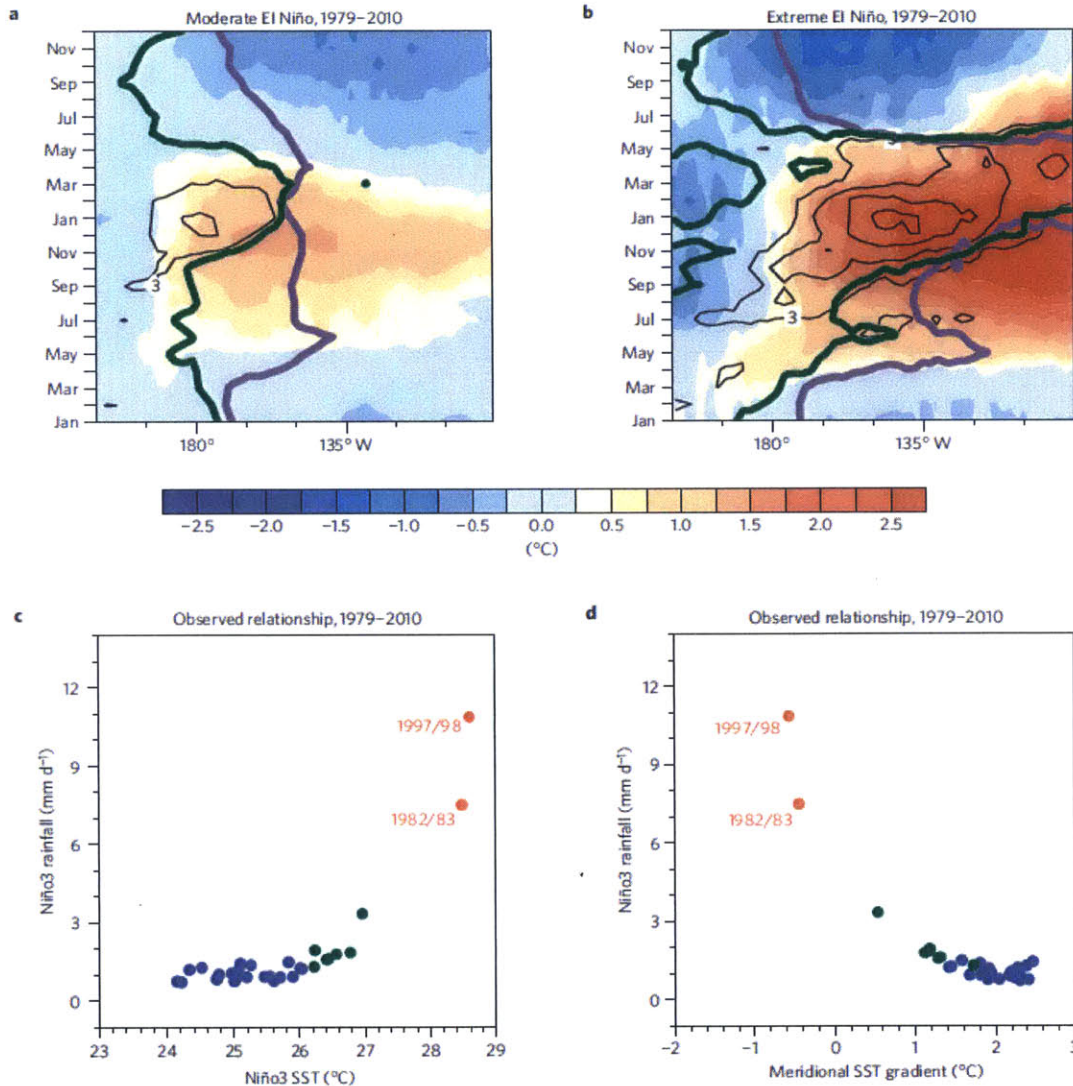 a
Moderate El Niño, 1979–2010
Nov
Sep
Jul
May
Mar
Jan
Nov
Sep
Jul
May
Mar
Jan
3
180°
135° W
b
Extreme El Niño, 1979–2010
Nov
Sep
Jul
May
Mar
Jan
Nov
Sep
Jul
May
Mar
Jan
3
180°
135° W
−2.5 −2.0 −1.5 −1.0 −0.5 0.0 0.5 1.0 1.5 2.0 2.5
(°C)
c
Observed relationship, 1979–2010
Niño3 rainfall (mm d⁻¹)
12
9
6
3
0
1997/98
1982/83
23 24 25 26 27 28 29
Niño3 SST (°C)
d
Observed relationship, 1979–2010
Niño3 rainfall (mm d⁻¹)
12
9
6
3
0
1997/98
1982/83
−2 −1 0 1 2 3
Meridional SST gradient (°C)